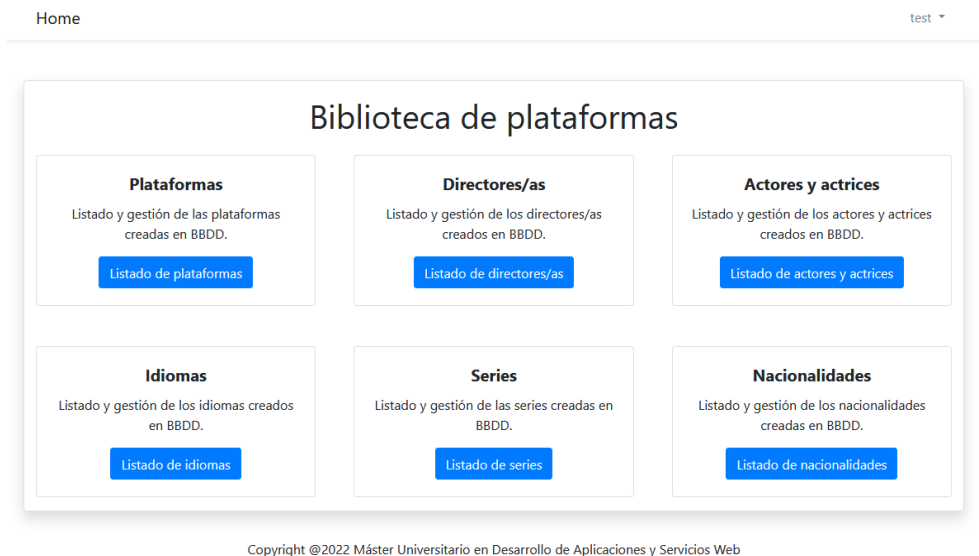 Home
test
Biblioteca de plataformas
Plataformas
Listado y gestión de las plataformas
creadas en BBDD.
Listado de plataformas
Directores/as
Listado y gestión de los directores/as
creados en BBDD.
Listado de directores/as
Actores y actrices
Listado y gestión de los actores y actrices
creados en BBDD.
Listado de actores y actrices
Idiomas
Listado y gestión de los idiomas creados
en BBDD.
Listado de idiomas
Series
Listado y gestión de las series creadas en
BBDD.
Listado de series
Nacionalidades
Listado y gestión de los nacionalidades
creadas en BBDD.
Listado de nacionalidades
Copyright @2022 Máster Universitario en Desarrollo de Aplicaciones y Servicios Web